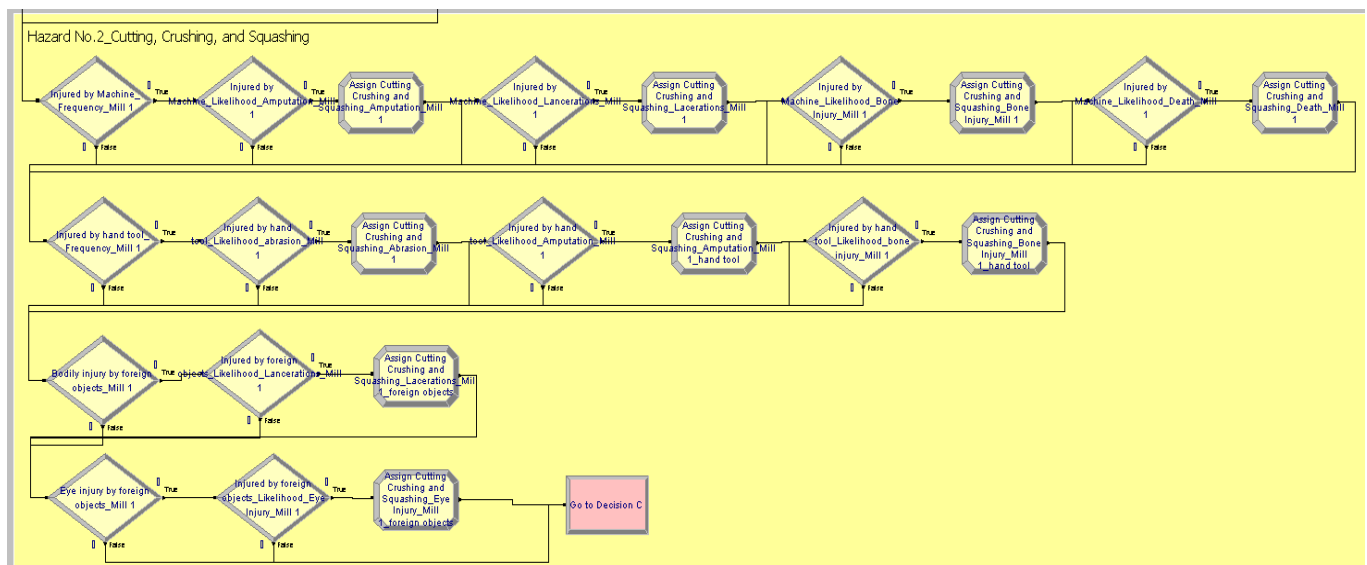 Hazard No.2_Cutting, Crushing, and Squashing
Injured by Machine_
Frequency_Mill 1
True
False
Injured by
Machine_Likelihood_Amputation_Mill
1
True
False
Assign Cutting
Crushing and
Squashing_Amputation_Mill
1
Injured by
Machine_Likelihood_Lancerations_Mill
1
True
False
Assign Cutting
Crushing and
Squashing_Lacerations_Mill
1
Injured by
Machine_Likelihood_Bone
Injury_Mill 1
True
False
Assign Cutting
Crushing and
Squashing_Bone
Injury_Mill 1
Injured by
Machine_Likelihood_Death_Mill
1
True
False
Assign Cutting
Crushing and
Squashing_Death_Mill
1
Injured by hand tool_
Frequency_Mill 1
True
False
Injured by hand
tool_Likelihood_abrasion_Mill
1
True
False
Assign Cutting
Crushing and
Squashing_Abrasion_Mill
1
Injured by hand
tool_Likelihood_Amputation_Mill
1
True
False
Assign Cutting
Crushing and
Squashing_Amputation_Mill
1_hand tool
Injured by hand
tool_Likelihood_bone
injury_Mill 1
True
False
Assign Cutting
Crushing and
Squashing_Bone
Injury_Mill
1_hand tool
Bodily injury by foreign
objects_Mill 1
True
False
Injured by foreign
objects_Likelihood_Lancerations_Mill
1
True
False
Assign Cutting
Crushing and
Squashing_Lacerations_Mil
1_foreign objects
Eye injury by foreign
objects_Mill 1
True
False
Injured by foreign
objects_Likelihood_Eye
Injury_Mill 1
True
False
Assign Cutting
Crushing and
Squashing_Eye
Injury_Mill
1_foreign objects
Go to Decision C